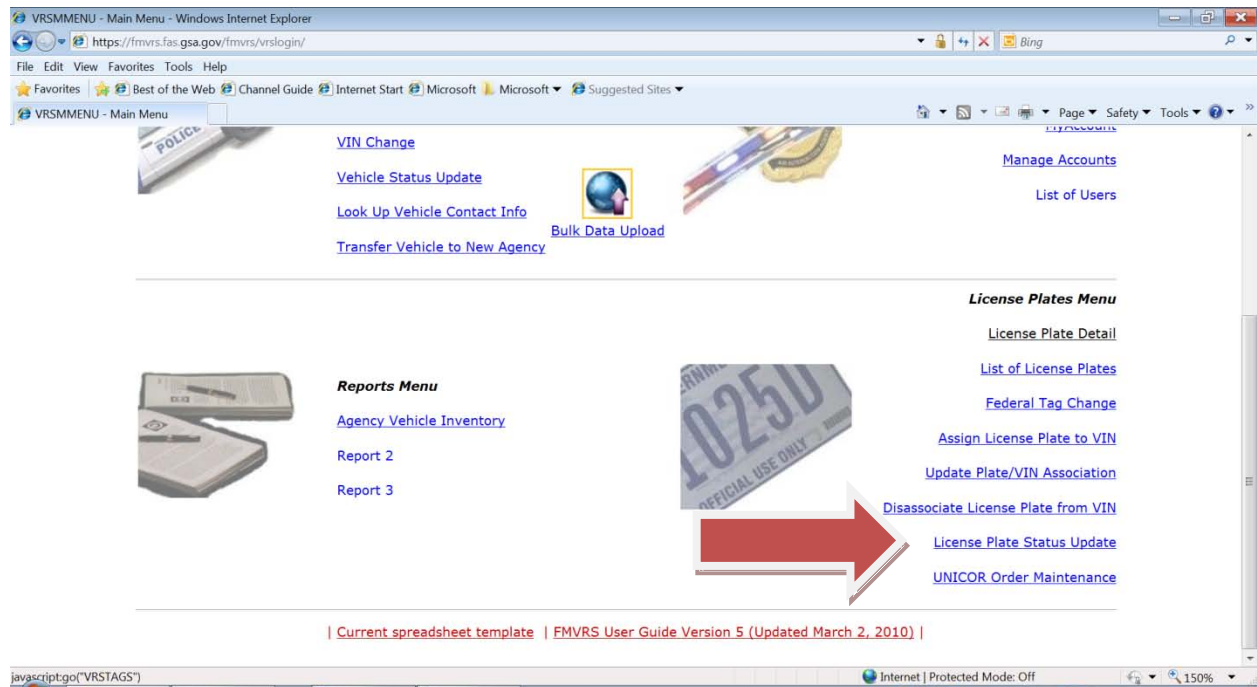 VRSMMENU - Main Menu - Windows Internet Explorer
https://fmvrs.fas.gsa.gov/fmvrs/vrslogin/
Bing
File Edit View Favorites Tools Help
Favorites Best of the Web Channel Guide Internet Start Microsoft Microsoft Suggested Sites
VRSMMENU - Main Menu
Page Safety Tools
POLICE
VIN Change
Vehicle Status Update
Look Up Vehicle Contact Info
Transfer Vehicle to New Agency
Bulk Data Upload
MyAccount
Manage Accounts
List of Users
Reports Menu
Agency Vehicle Inventory
Report 2
Report 3
1025D
OFFICIAL USE ONLY
License Plates Menu
License Plate Detail
List of License Plates
Federal Tag Change
Assign License Plate to VIN
Update Plate/VIN Association
Disassociate License Plate from VIN
License Plate Status Update
UNICOR Order Maintenance
| Current spreadsheet template | FMVRS User Guide Version 5 (Updated March 2, 2010) |
javascript:go("VRSTAGS") Internet | Protected Mode: Off 150%